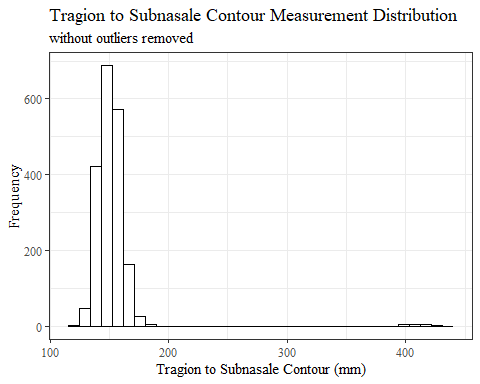 Tragion to Subnasale Contour Measurement Distribution
without outliers removed
Frequency
600
400
200
0
100
200
300
400
Tragion to Subnasale Contour (mm)